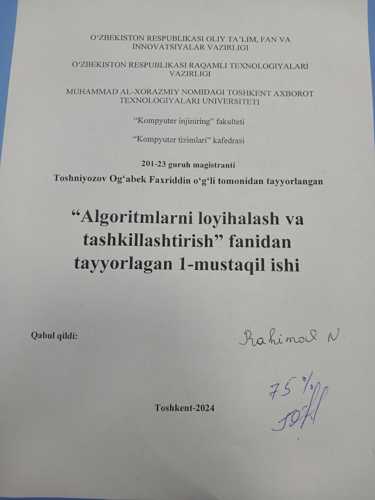 O‘ZBEKISTON RESPUBLIKASI OLIY TA’LIM, FAN VA
INNOVATSIYALAR VAZIRLIGI
O‘ZBEKISTON RESPUBLIKASI RAQAMLI TEXNOLOGIYALARI
VAZIRLIGI
MUHAMMAD AL-XORAZMIY NOMIDAGI TOSHKENT AXBOROT
TEXNOLOGIYALARI UNIVERSITETI
“Kompyuter injiniring” fakulteti
“Kompyuter tizimlari” kafedrasi
201-23 guruh magistranti
Toshniyozov Og‘abek Faxriddin o‘g‘li tomonidan tayyorlangan
“Algoritmlarni loyihalash va
tashkillashtirish” fanidan
tayyorlagan 1-mustaqil ishi
Qabul qildi:
N
75 %
Toshkent-2024